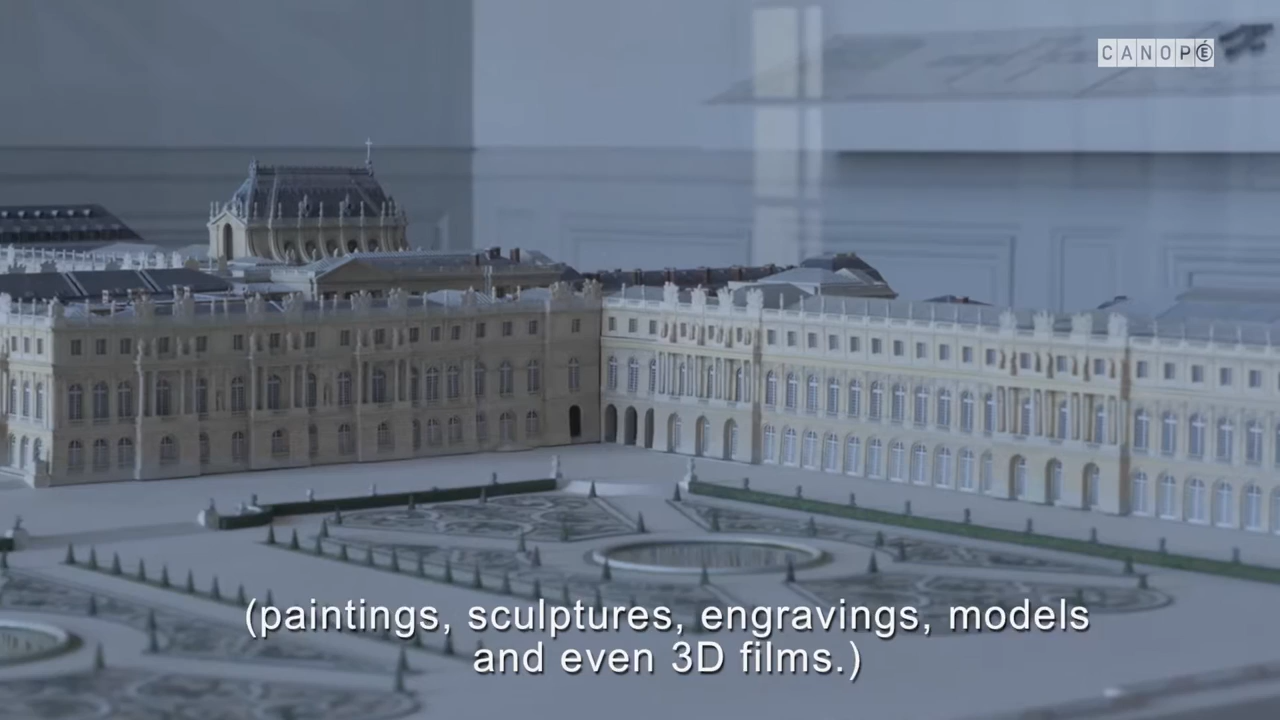 CANOPÉ
(paintings, sculptures, engravings, models
and even 3D films.)